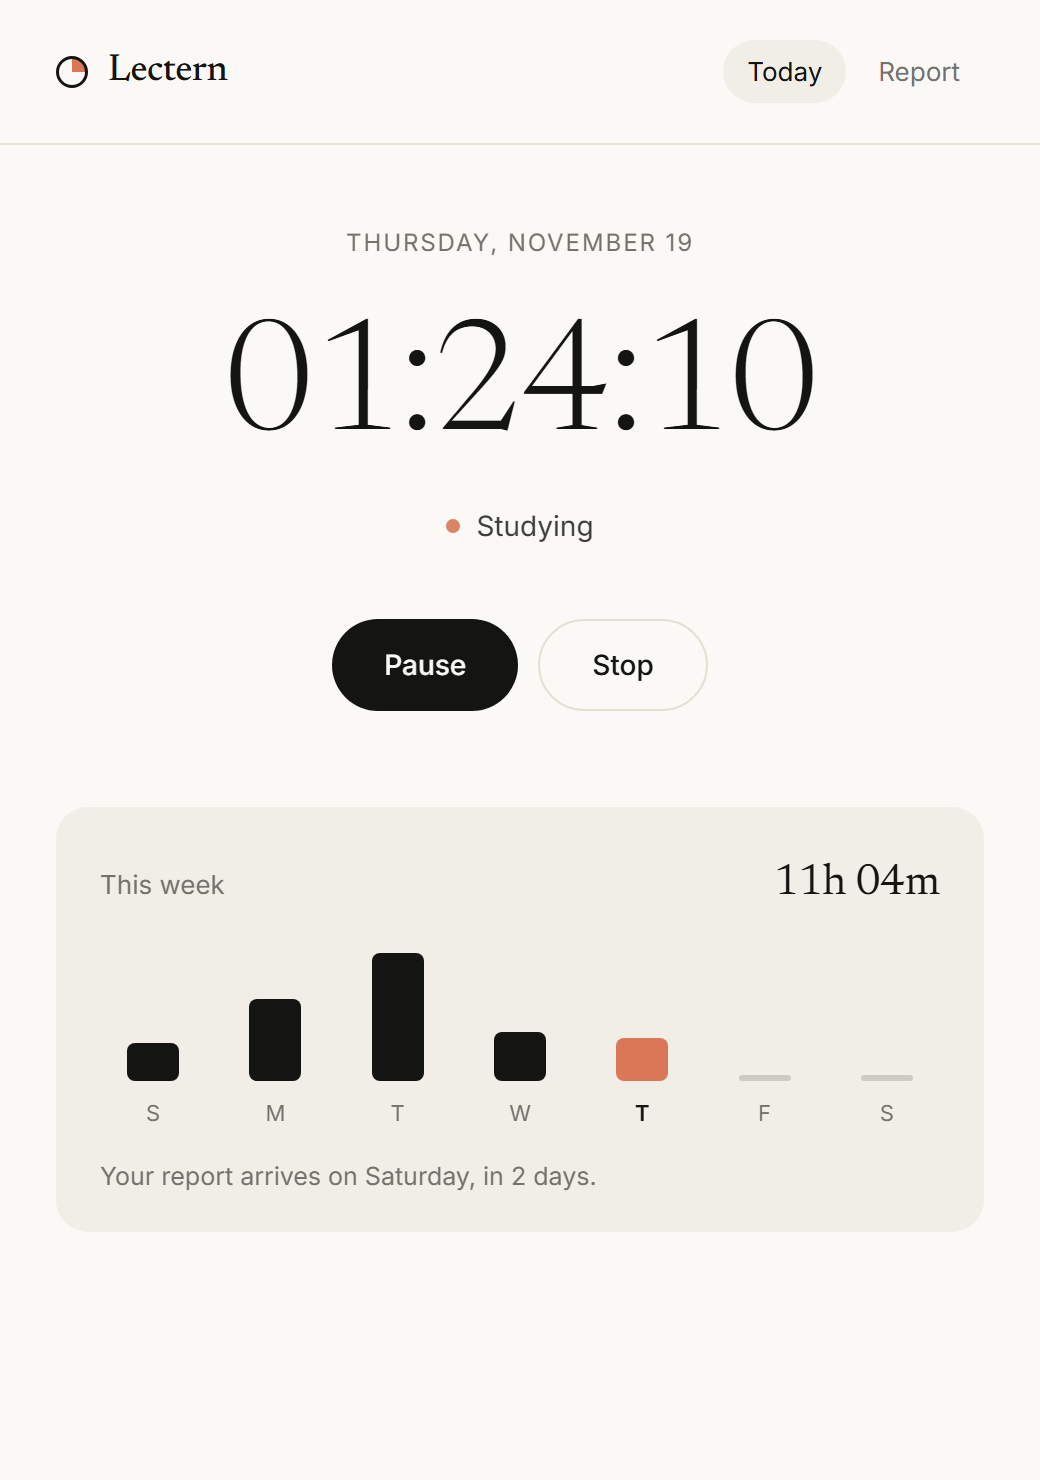 Lectern
Today Report
THURSDAY, NOVEMBER 19
01:24:10
Studying
Pause Stop
This week 11h 04m
S M T W T F S
Your report arrives on Saturday, in 2 days.